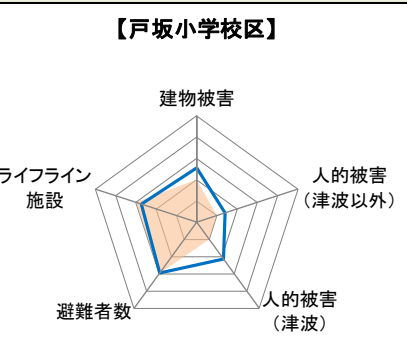 【戸坂小学校区】
建物被害
ライフライン
施設
人的被害
（津波以外）
避難者数
人的被害
（津波）